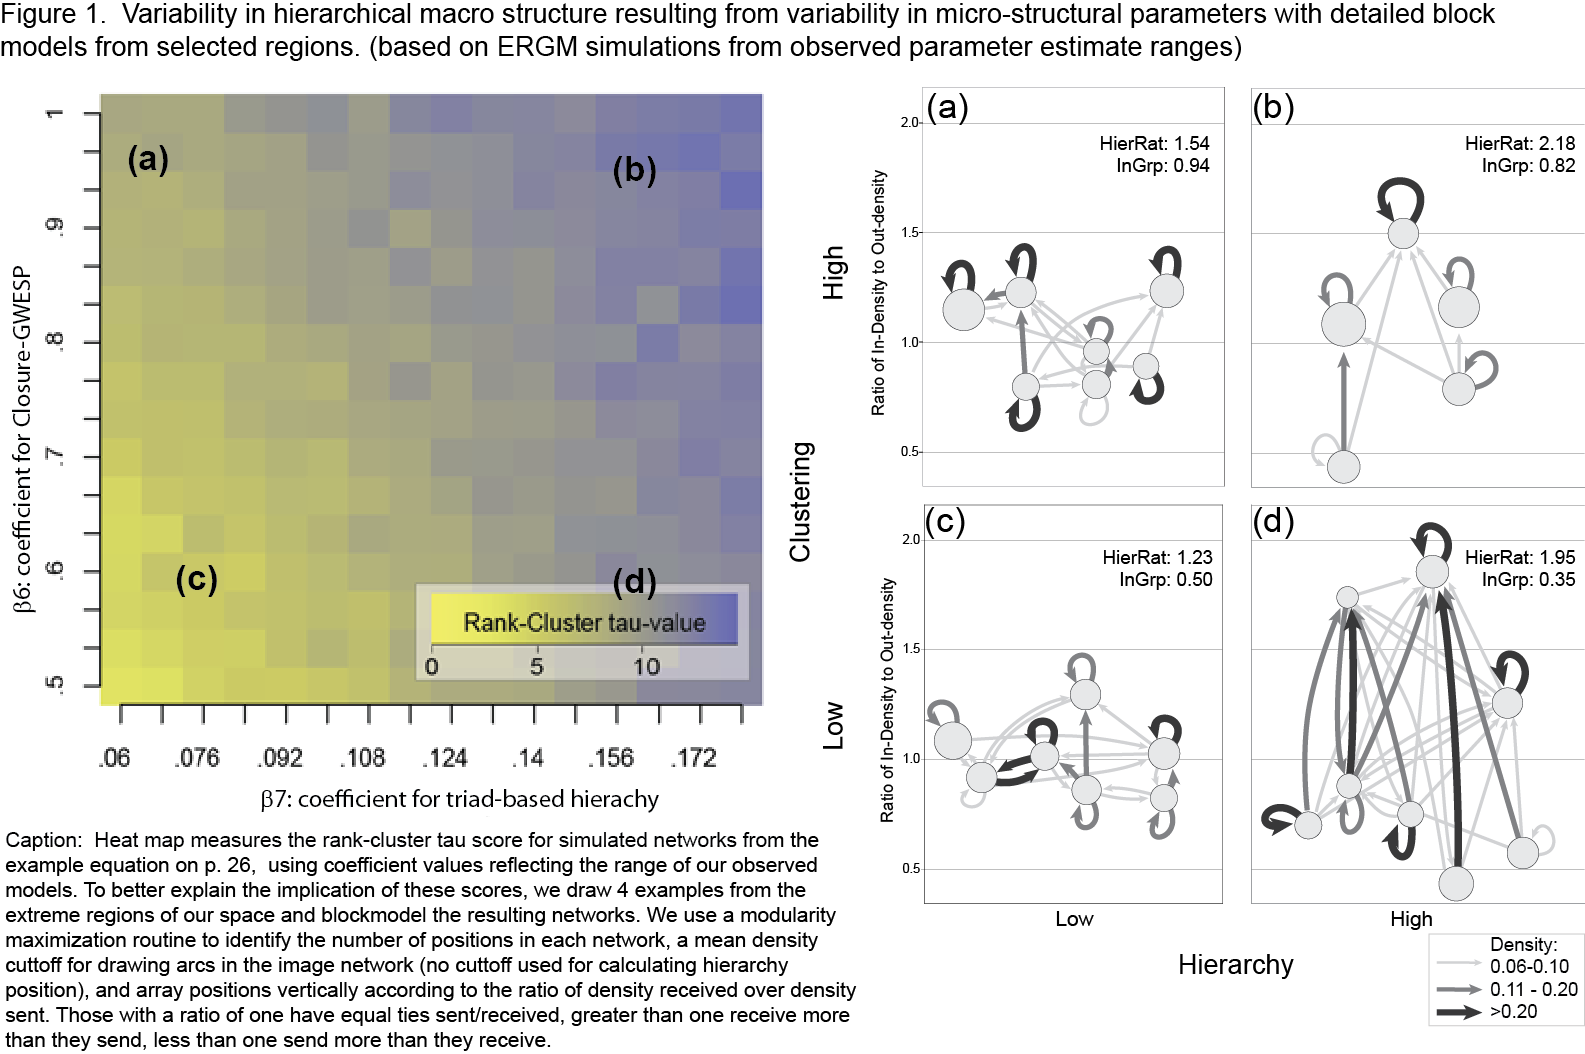 Figure 1.  Variability in hierarchical macro structure resulting from variability in micro-structural parameters with detailed block
models from selected regions. (based on ERGM simulations from observed parameter estimate ranges)
β6: coefficient for Closure-GWESP
1
.9
.8
.7
.6
.5
(a)
(b)
(c)
(d)
Rank-Cluster tau-value
0 5 10
.06 .076 .092 .108 .124 .14 .156 .172
β7: coefficient for triad-based hierachy
Caption:  Heat map measures the rank-cluster tau score for simulated networks from the
example equation on p. 26,  using coefficient values reflecting the range of our observed
models. To better explain the implication of these scores, we draw 4 examples from the
extreme regions of our space and blockmodel the resulting networks. We use a modularity
maximization routine to identify the number of positions in each network, a mean density
cuttoff for drawing arcs in the image network (no cuttoff used for calculating hierarchy
position), and array positions vertically according to the ratio of density received over density
sent. Those with a ratio of one have equal ties sent/received, greater than one receive more
than they send, less than one send more than they receive.
Clustering
High
Low
Ratio of In-Density to Out-density
2.0
1.5
1.0
0.5
(a)
HierRat: 1.54
InGrp: 0.94
(b)
HierRat: 2.18
InGrp: 0.82
Ratio of In-Density to Out-density
2.0
1.5
1.0
0.5
(c)
HierRat: 1.23
InGrp: 0.50
(d)
HierRat: 1.95
InGrp: 0.35
Low
High
Hierarchy
Density:
0.06-0.10
0.11 - 0.20
>0.20